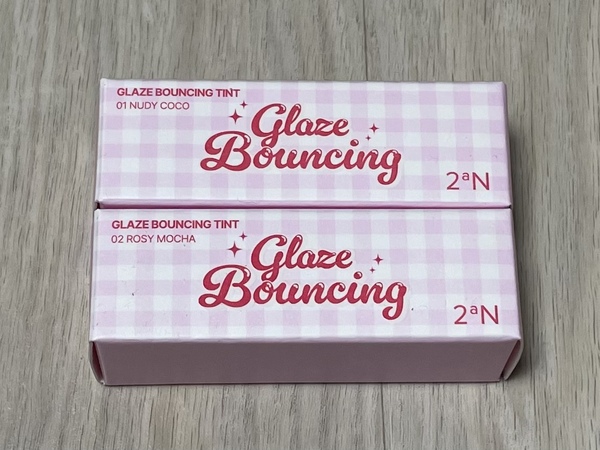 GLAZE BOUNCING TINT
01 NUDY COCO
Glaze
Bouncing
2aN
GLAZE BOUNCING TINT
02 ROSY MOCHA
Glaze
Bouncing
2aN